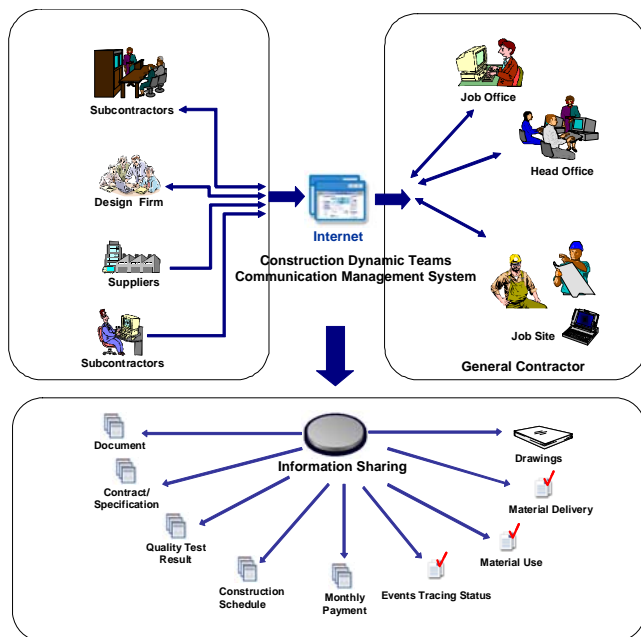 Subcontractors
Design Firm
Suppliers
Subcontractors
Internet
Construction Dynamic Teams
Communication Management System
Job Office
Head Office
Job Site
General Contractor
Information Sharing
Document
Contract/
Specification
Quality Test
Result
Construction
Schedule
Monthly
Payment
Events Tracing Status
Material Use
Material Delivery
Drawings